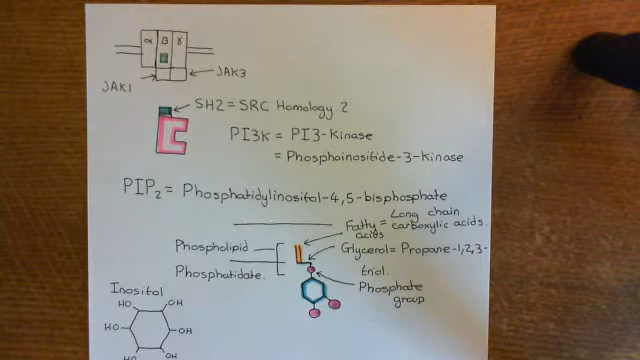 α β γ
JAK3
JAK1
SH2 = SRC Homology 2
PI3K = PI3-Kinase
= Phosphoinositide-3-kinase
PIP2 = Phosphatidylinositol-4,5-bisphosphate
Fatty acids = Long chain carboxylic acids.
Phospholipid
Glycerol = Propane-1,2,3-
triol.
Phosphatidate.
Phosphate
group
Inositol
HO OH
HO OH
HO OH